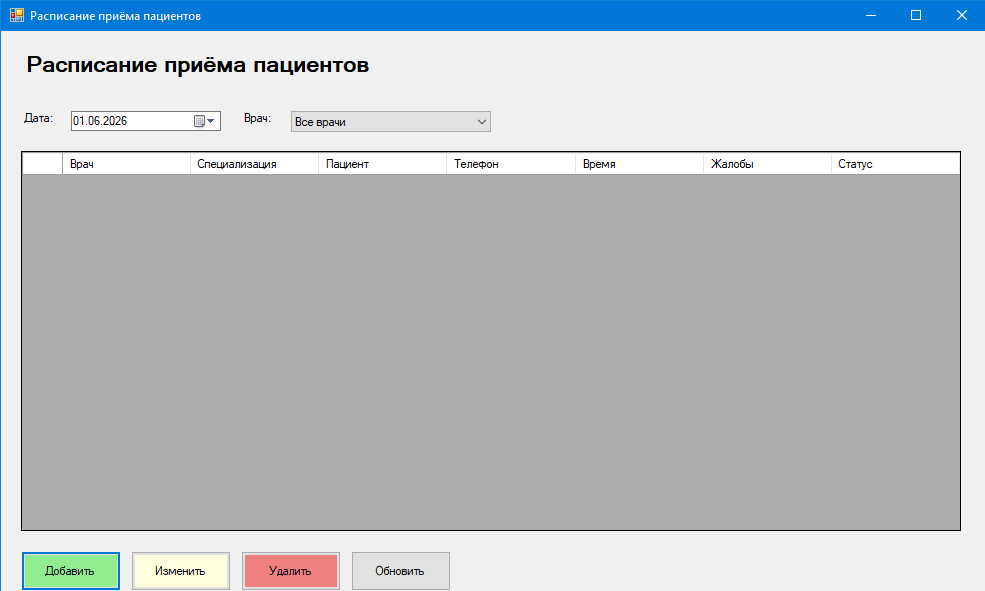 Расписание приёма пациентов
Расписание приёма пациентов
Дата: 01.06.2026 Врач: Все врачи
Врач Специализация Пациент Телефон Время Жалобы Статус
Добавить Изменить Удалить Обновить